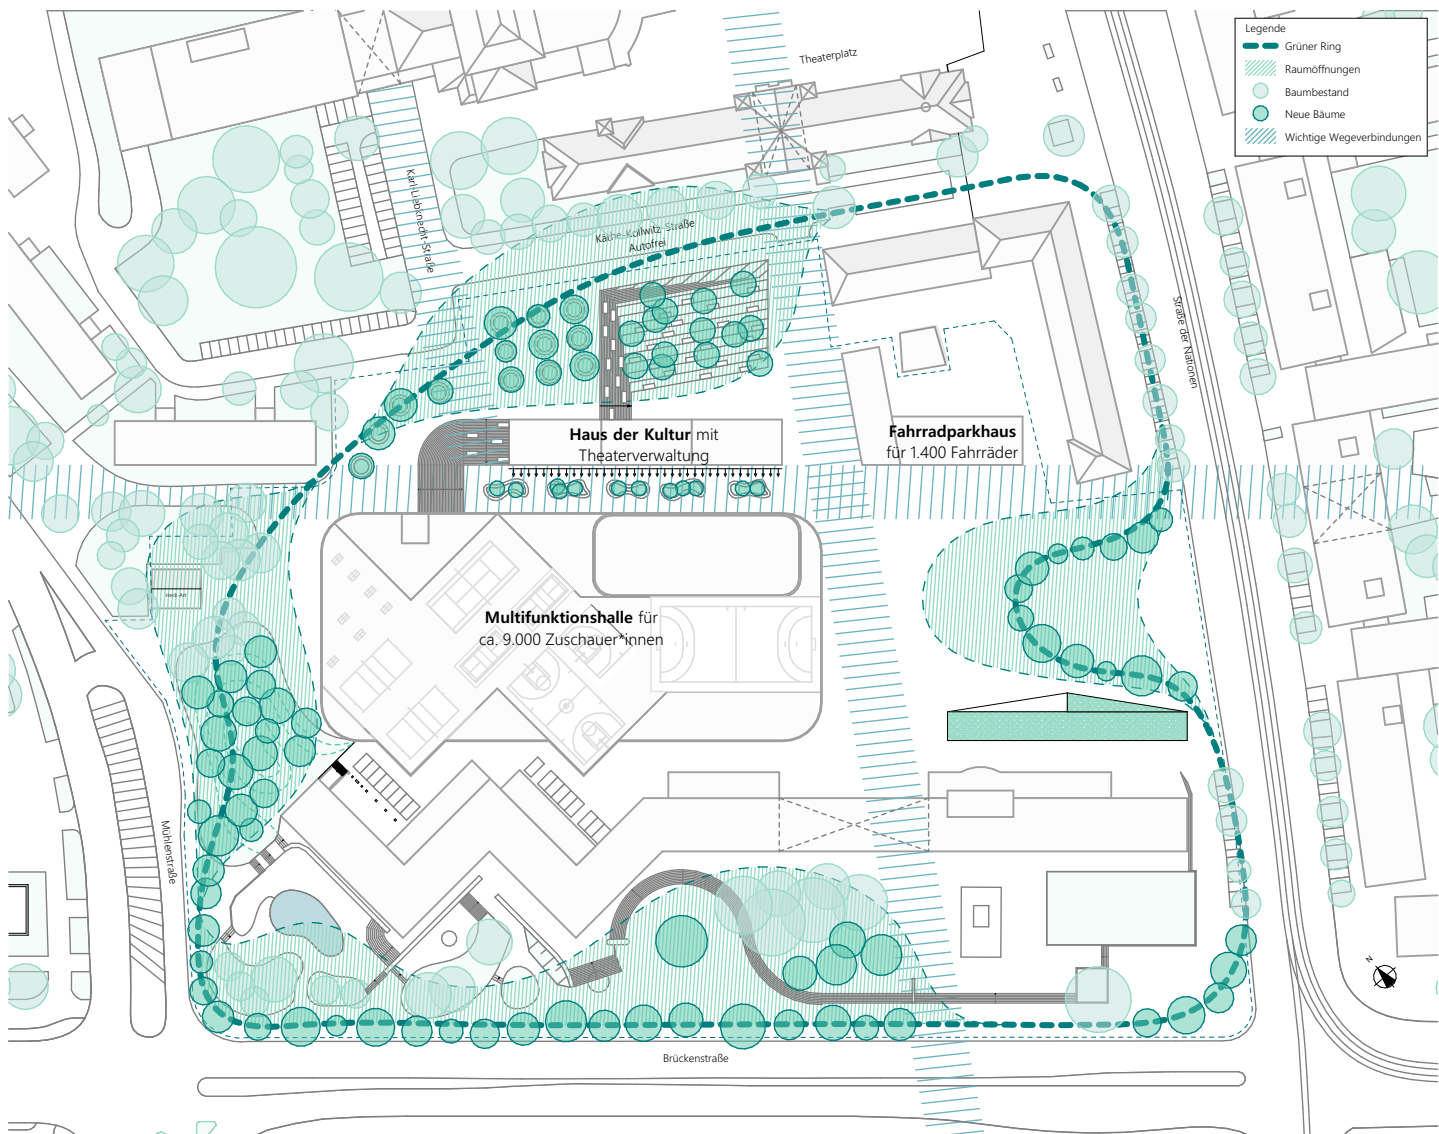 Legende
Grüner Ring
Raumöffnungen
Baumbestand
Neue Bäume
Wichtige Wegeverbindungen
Theaterplatz
Karl-Liebknecht-Straße
Käthe-Kollwitz-Straße
Autofrei
Straße der Nationen
Haus der Kultur mit
Theaterverwaltung
Fahrradparkhaus
für 1.400 Fahrräder
Heck-Art
Multifunktionshalle für
ca. 9.000 Zuschauer*innen
Mühlenstraße
N
Brückenstraße